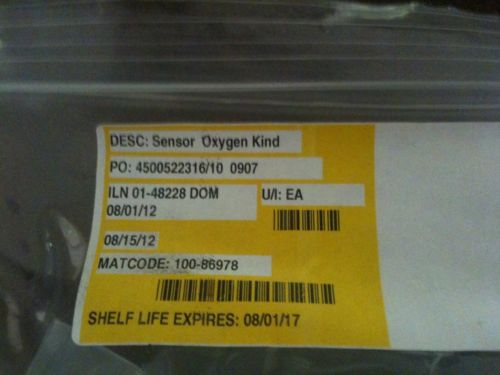 DESC: Sensor Oxygen Kind
PO: 4500522316/10 0907
ILN 01-48228 DOM U/I: EA
08/01/12
08/15/12
MATCODE: 100-86978
SHELF LIFE EXPIRES: 08/01/17